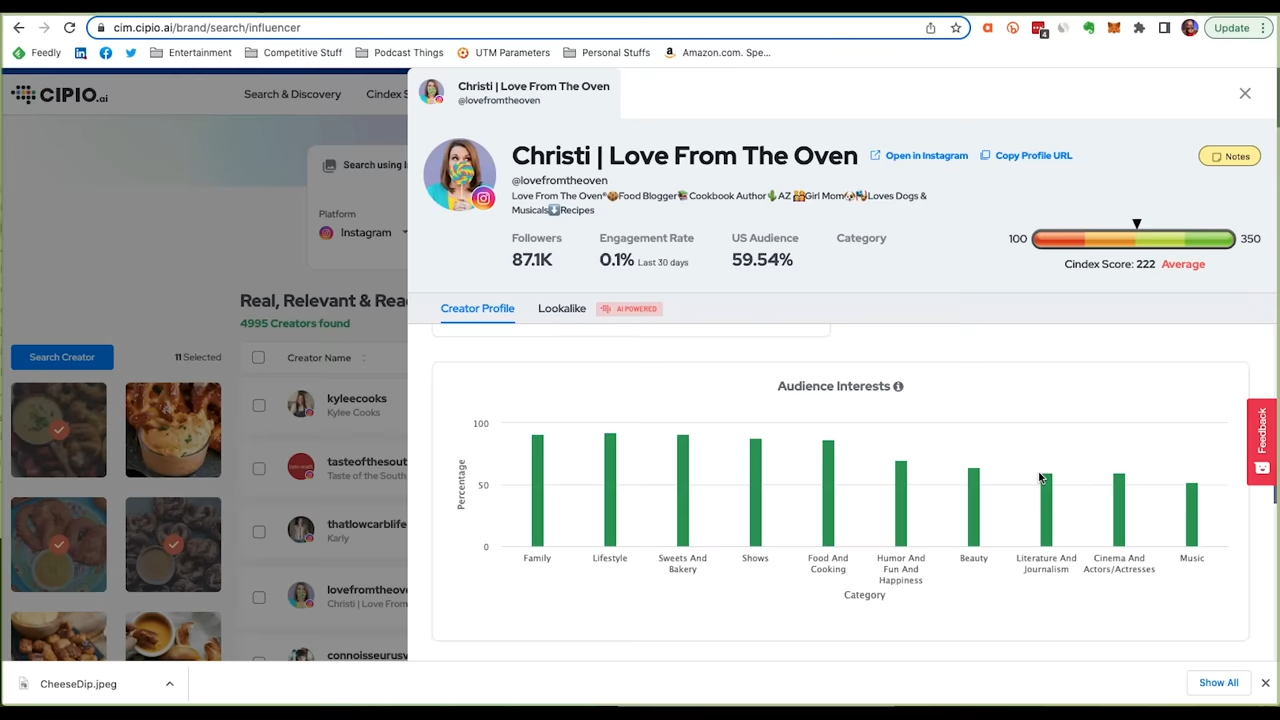 cim.cipio.ai/brand/search/influencer
4
Update
Feedly
Entertainment
Competitive Stuff
Podcast Things
UTM Parameters
Personal Stuffs
Amazon.com. Spe...
CIPIO.ai
Search & Discovery
Cindex S
Christi | Love From The Oven
@lovefromtheoven
Search using I
Platform
Instagram
Christi | Love From The Oven
Open in Instagram
Copy Profile URL
Notes
@lovefromtheoven
Love From The Oven®🍪Food Blogger📚Cookbook Author🌵AZ 👯Girl Mom🐶🎭Loves Dogs &
Musicals⬇️Recipes
Followers
Engagement Rate
US Audience
Category
87.1K
0.1% Last 30 days
59.54%
100
350
Cindex Score: 222 Average
Creator Profile
Lookalike
AI POWERED
Real, Relevant & Rea
4995 Creators found
Search Creator
11 Selected
Creator Name
kyleecooks
Kylee Cooks
tasteofthesout
Taste of the South
thatlowcarblife
Karly
lovefromtheove
Christi | Love From
connoisseurusv
Audience Interests
Percentage
100
50
0
Family
Lifestyle
Sweets And
Bakery
Shows
Food And
Cooking
Humor And
Fun And
Happiness
Beauty
Literature And
Journalism
Cinema And
Actors/Actresses
Music
Category
Feedback
CheeseDip.jpeg
Show All